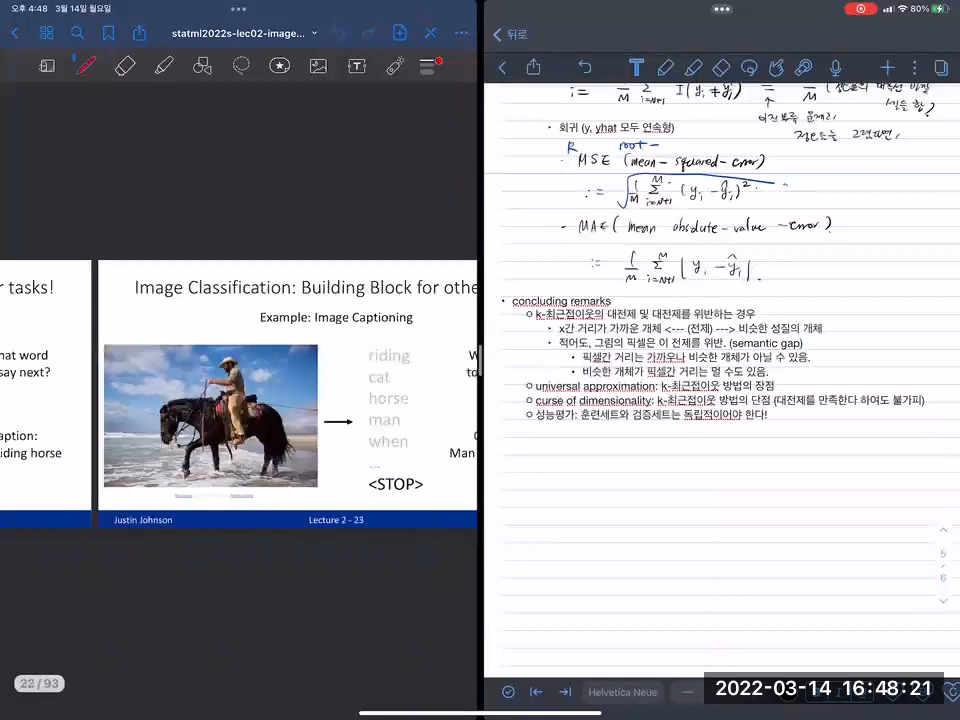 오후 4:48 3월 14일 월요일
80%
statml2022s-lec02-image...
뒤로
r tasks!
hat word
say next?
aption:
iding horse
Image Classification: Building Block for othe
Example: Image Captioning
riding
cat
horse
man
when
...
<STOP>
W
to
Man
Justin Johnson
Lecture 2 - 23
22/93
:= 1/M Σ i=N+1 I(yi≠ŷi) =
• 회귀 (y, yhat 모두 연속형)
R root-
MSE (mean-squared-error)
:= √ 1/M Σ M i=N+1 (yi - ŷi)²
- MAE (mean absolute-value-error)
:= 1/M Σ M i=N+1 |yi - ŷi|.
• concluding remarks
o k-최근접이웃의 대전제 및 대전제를 위반하는 경우
• x간 거리가 가까운 개체 <--- (전제) ---> 비슷한 성질의 개체
• 적어도, 그림의 픽셀은 이 전제를 위반. (semantic gap)
• 픽셀간 거리는 가까우나 비슷한 개체가 아닐 수 있음.
• 비슷한 개체가 픽셀간 거리는 멀 수도 있음.
o universal approximation: k-최근접이웃 방법의 장점
o curse of dimensionality: k-최근접이웃 방법의 단점 (대전제를 만족한다 하여도 불가피)
o 성능평가: 훈련세트와 검증세트는 독립적이어야 한다!
5
/
6
Helvetica Neue
2022-03-14 16:48:21